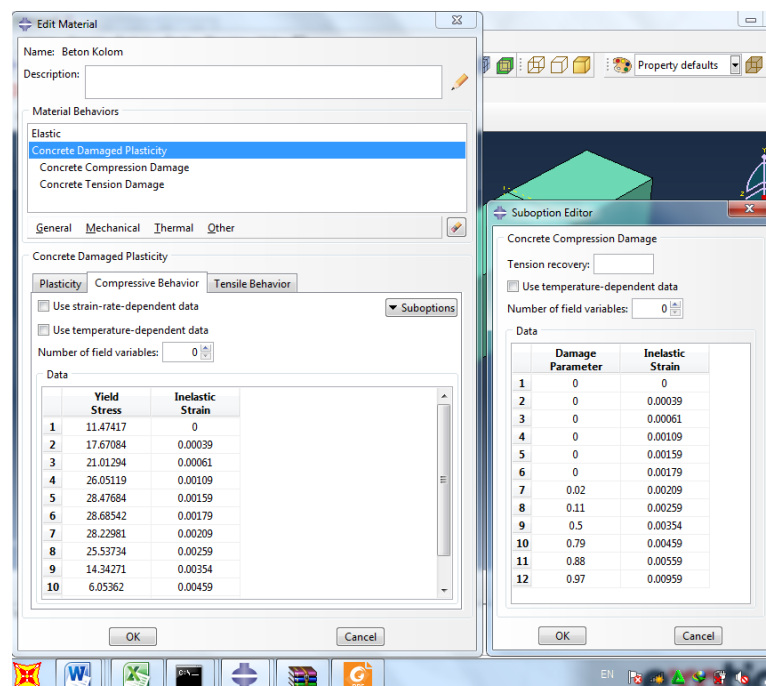 Edit Material
Name: Beton Kolom
Description:
Material Behaviors
Elastic
Concrete Damaged Plasticity
Concrete Compression Damage
Concrete Tension Damage
General Mechanical Thermal Other
Concrete Damaged Plasticity
Plasticity Compressive Behavior Tensile Behavior
Use strain-rate-dependent data
Suboptions
Use temperature-dependent data
Number of field variables: 0
Data
Yield Stress Inelastic Strain
1 11.47417 0
2 17.67084 0.00039
3 21.01294 0.00061
4 26.05119 0.00109
5 28.47684 0.00159
6 28.68542 0.00179
7 28.22981 0.00209
8 25.53734 0.00259
9 14.34271 0.00354
10 6.05362 0.00459
OK Cancel
Property defaults
Y
z
Suboption Editor
Concrete Compression Damage
Tension recovery:
Use temperature-dependent data
Number of field variables: 0
Data
Damage Parameter Inelastic Strain
1 0 0
2 0 0.00039
3 0 0.00061
4 0 0.00109
5 0 0.00159
6 0 0.00179
7 0.02 0.00209
8 0.11 0.00259
9 0.5 0.00354
10 0.79 0.00459
11 0.88 0.00559
12 0.97 0.00959
OK Cancel
EN